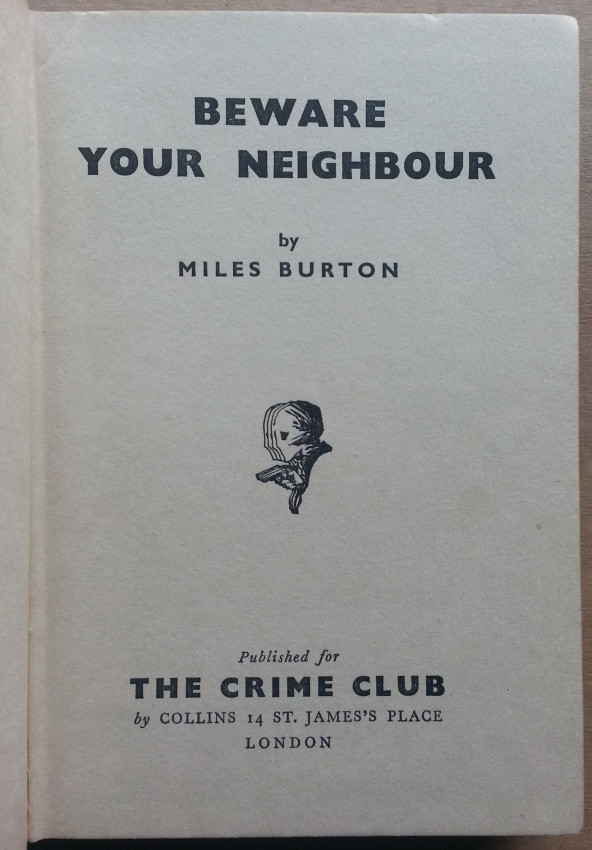 BEWARE
YOUR NEIGHBOUR
by
MILES BURTON
Published for
THE CRIME CLUB
by COLLINS 14 ST. JAMES'S PLACE
LONDON